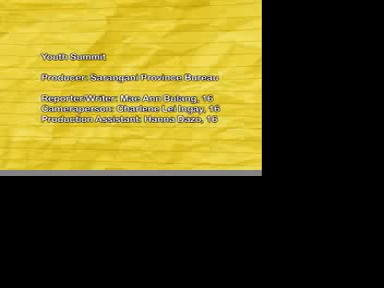 Youth Summit
Producer: Sarangani Province Bureau
Reporter/Writer: Mae Ann Bulang, 16
Cameraperson: Charlene Lei Ingay, 16
Production Assistant: Hanna Dazo, 16